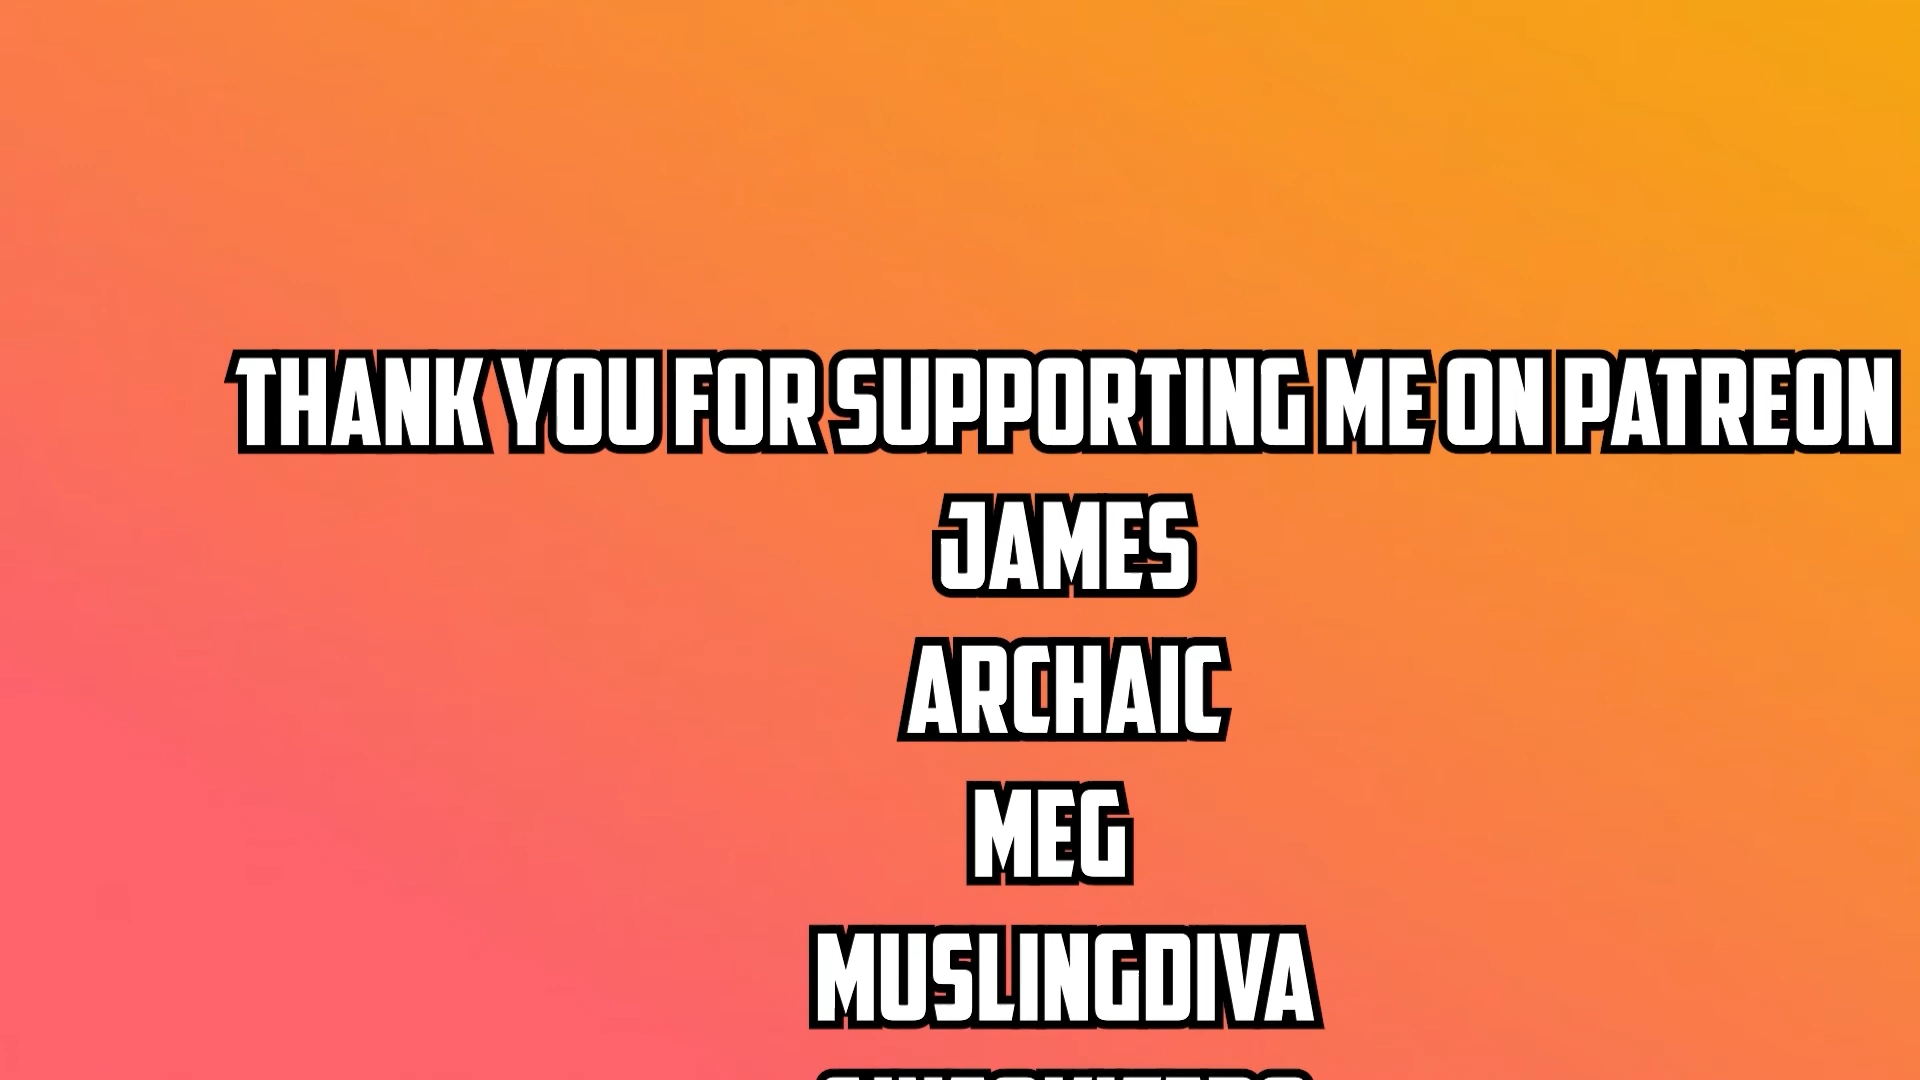 THANK YOU FOR SUPPORTING ME ON PATREON
JAMES
ARCHAIC
MEG
MUSLINGDIVA